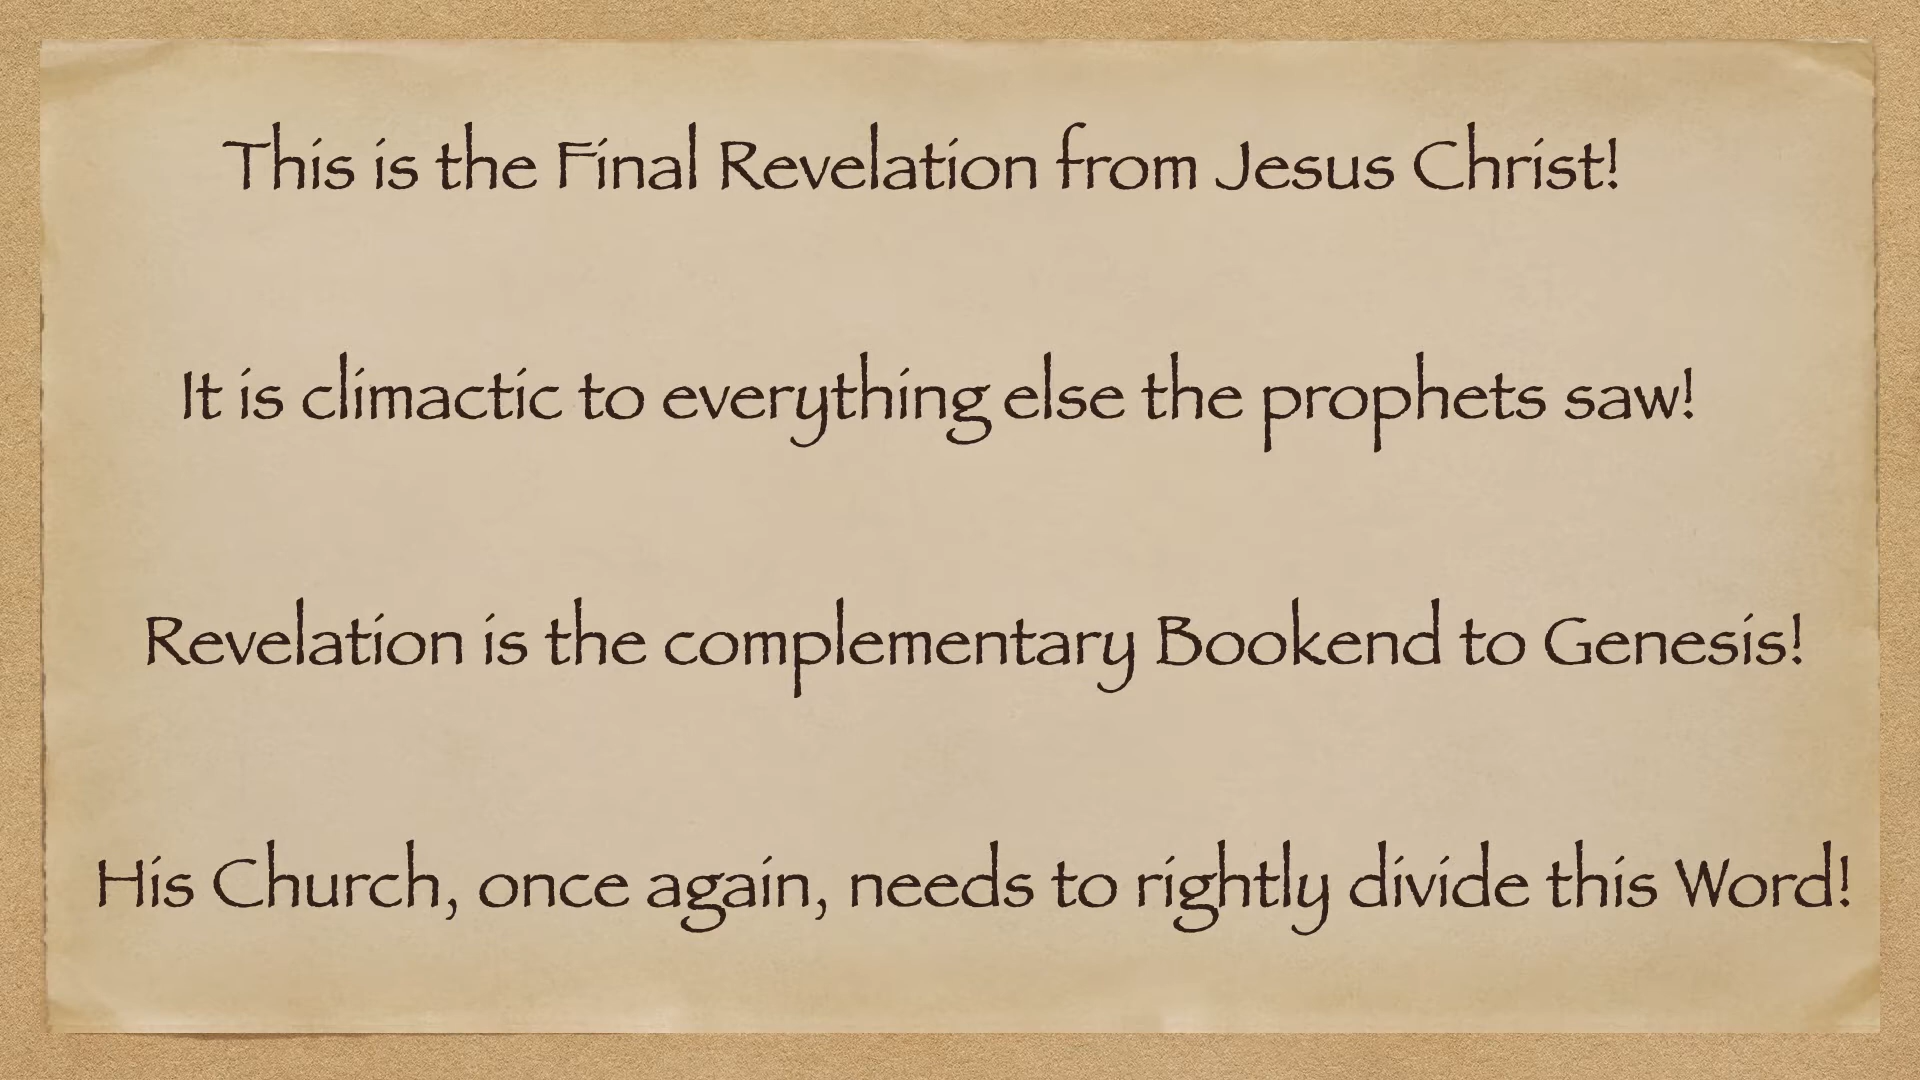 This is the Final Revelation from Jesus Christ!
It is climactic to everything else the prophets saw!
Revelation is the complementary Bookend to Genesis!
His Church, once again, needs to rightly divide this Word!